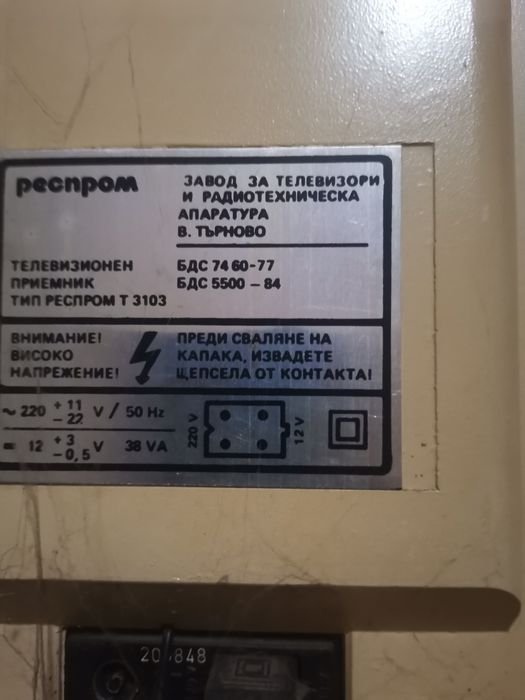 респром
ЗАВОД ЗА ТЕЛЕВИЗОРИ
И РАДИОТЕХНИЧЕСКА
АПАРАТУРА
В. ТЪРНОВО
ТЕЛЕВИЗИОНЕН БДС 7460-77
ПРИЕМНИК БДС 5500-84
ТИП РЕСПРОМ Т 3103
ВНИМАНИЕ!
ВИСОКО
НАПРЕЖЕНИЕ!
ПРЕДИ СВАЛЯНЕ НА
КАПАКА, ИЗВАДЕТЕ
ЩЕПСЕЛА ОТ КОНТАКТА!
~ 220 +11 -22 V / 50 Hz
= 12 +3 -0,5 V 38 VA
220 V
12 V